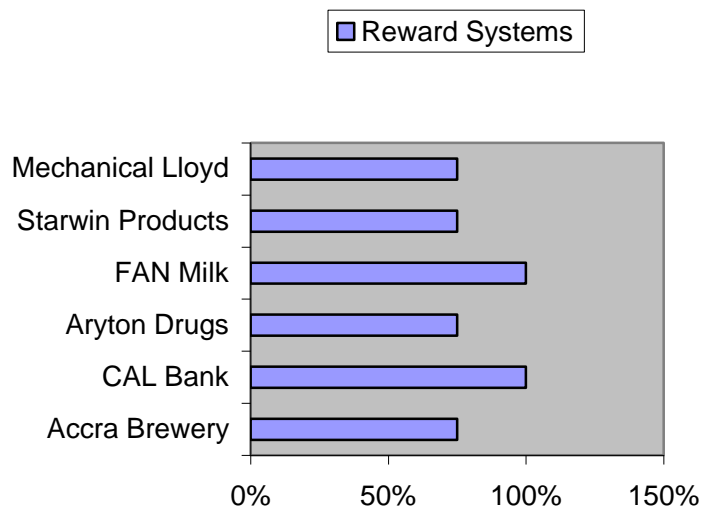 Reward Systems
Mechanical Lloyd
Starwin Products
FAN Milk
Aryton Drugs
CAL Bank
Accra Brewery
0% 50% 100% 150%